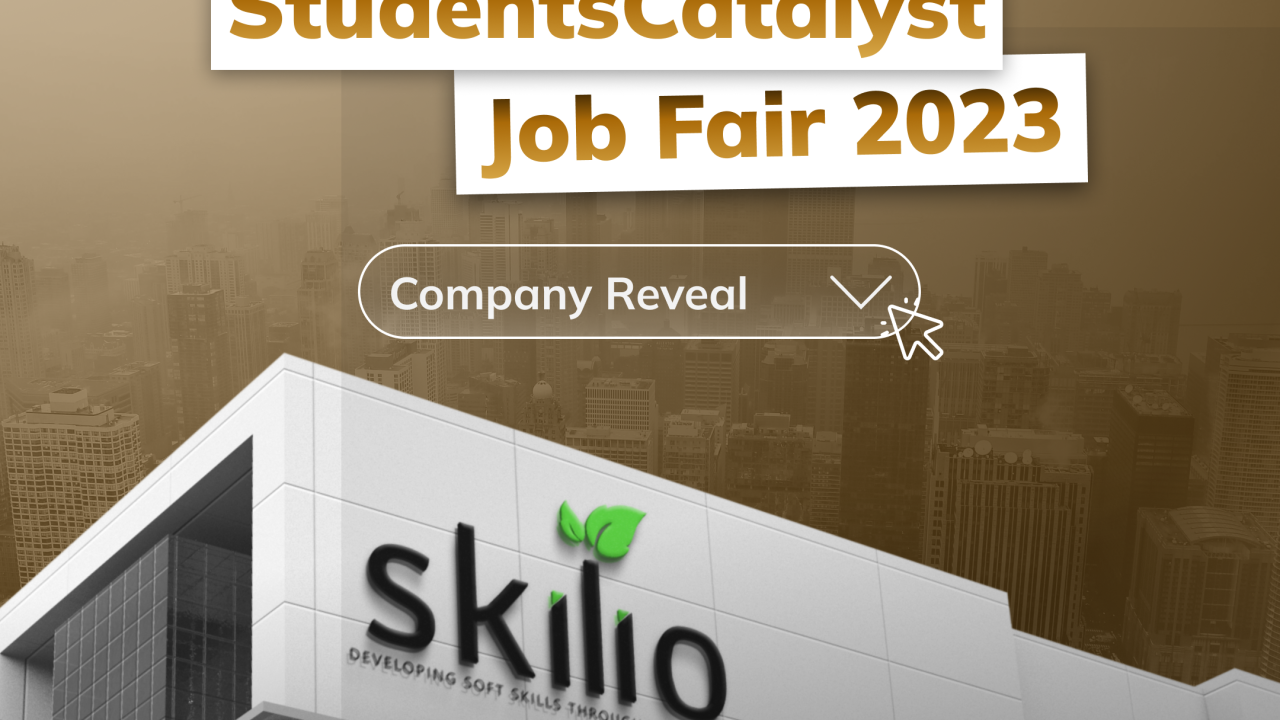 StudentsCatalyst
Job Fair 2023
Company Reveal
skilio
DEVELOPING SOFT SKILLS THROUGH